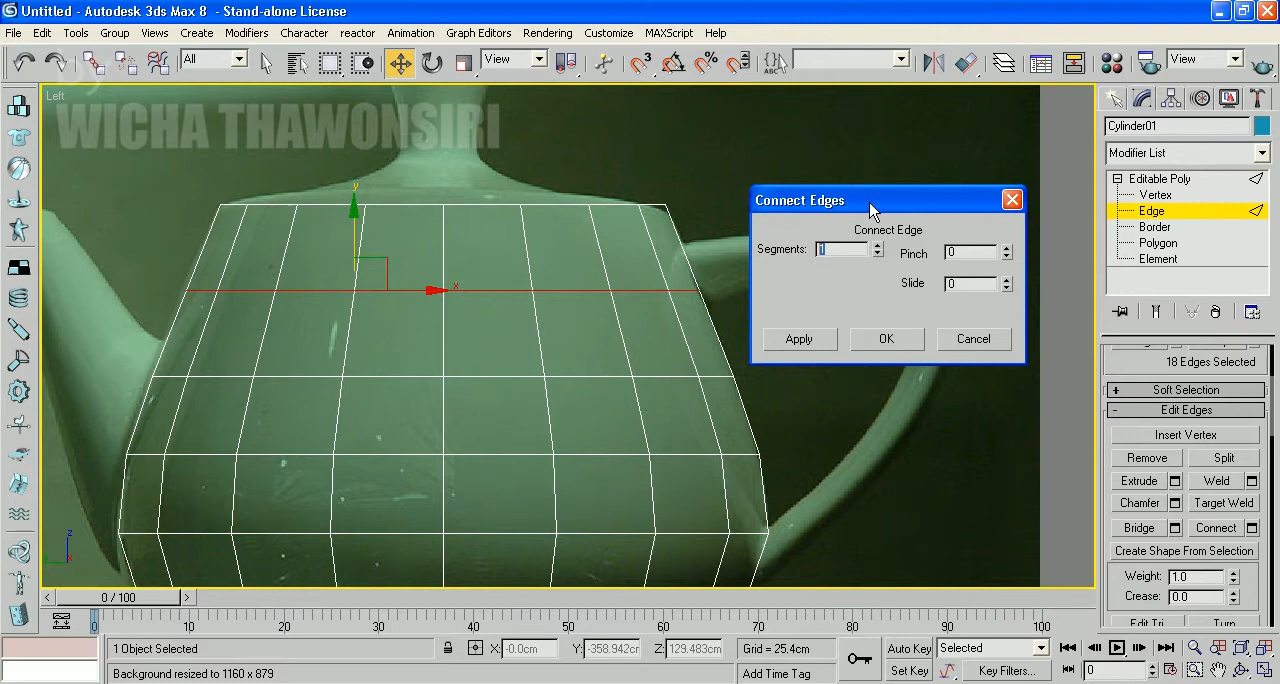 Untitled - Autodesk 3ds Max 8 - Stand-alone License
File Edit Tools Group Views Create Modifiers Character reactor Animation Graph Editors Rendering Customize MAXScript Help
All View ABC View
by
Left
WICHA THAWONSIRI
Cylinder01
Modifier List
Editable Poly
Vertex
Edge
Border
Polygon
Element
y
x
Connect Edges
Connect Edge
Segments: 1 Pinch 0
Slide 0
Apply OK Cancel
18 Edges Selected
+ Soft Selection
- Edit Edges
Insert Vertex
Remove Split
Extrude Weld
Chamfer Target Weld
Bridge Connect
Create Shape From Selection
Weight: 1.0
Crease: 0.0
Edit Tri. Turn
z
x
< 0 / 100 >
0 10 20 30 40 50 60 70 80 90 100
1 Object Selected X: -0.0cm Y: -358.942cm Z: 129.483cm Grid = 25.4cm Auto Key Selected
Background resized to 1160 x 879 Add Time Tag Set Key Key Filters... 0